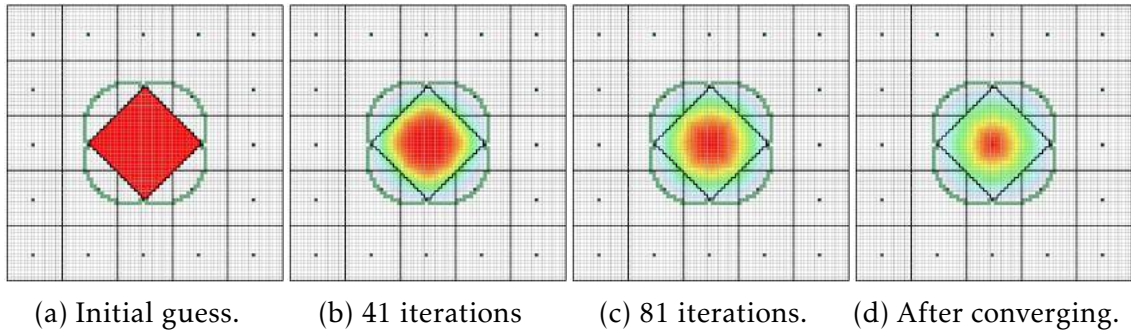 (a) Initial guess.
(b) 41 iterations
(c) 81 iterations.
(d) After converging.